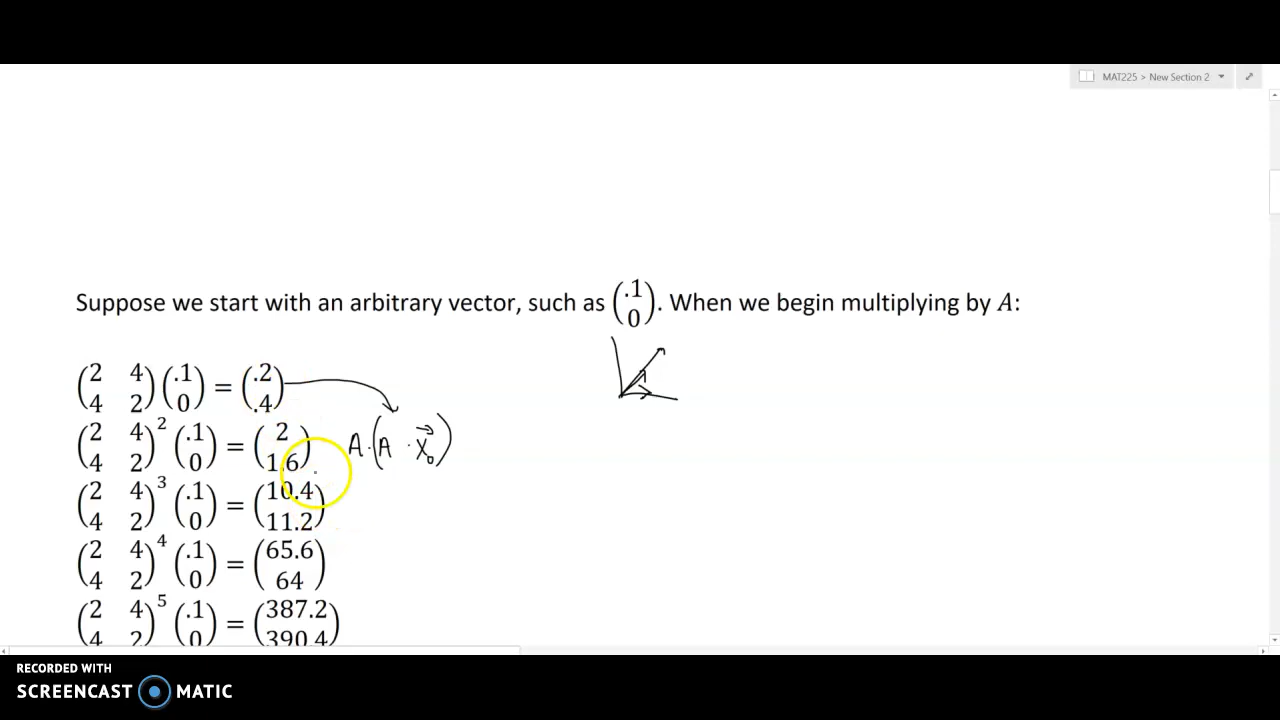 MAT225 > New Section 2
Suppose we start with an arbitrary vector, such as (.1 0). When we begin multiplying by A:
(2 4 4 2)(.1 0) = (.2 .4)
(2 4 4 2)^2 (.1 0) = (2 1.6) A·(A · x⃗₀)
(2 4 4 2)^3 (.1 0) = (10.4 11.2)
(2 4 4 2)^4 (.1 0) = (65.6 64)
(2 4 4 2)^5 (.1 0) = (387.2 390.4)
RECORDED WITH
SCREENCAST MATIC